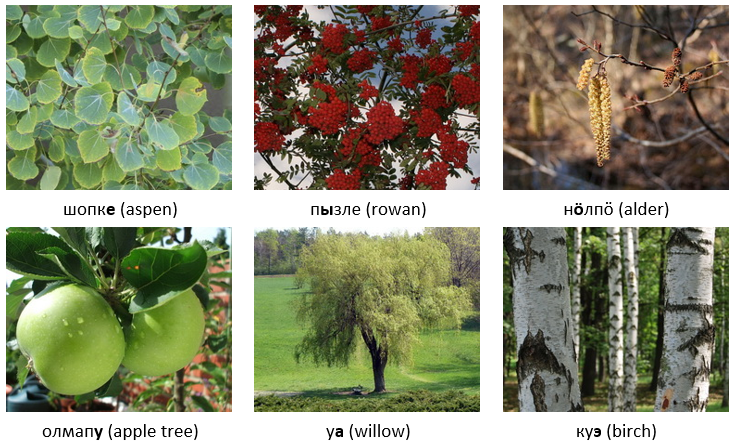 шопке (aspen)
пызле (rowan)
нӧлпӧ (alder)
олмапу (apple tree)
уа (willow)
куэ (birch)